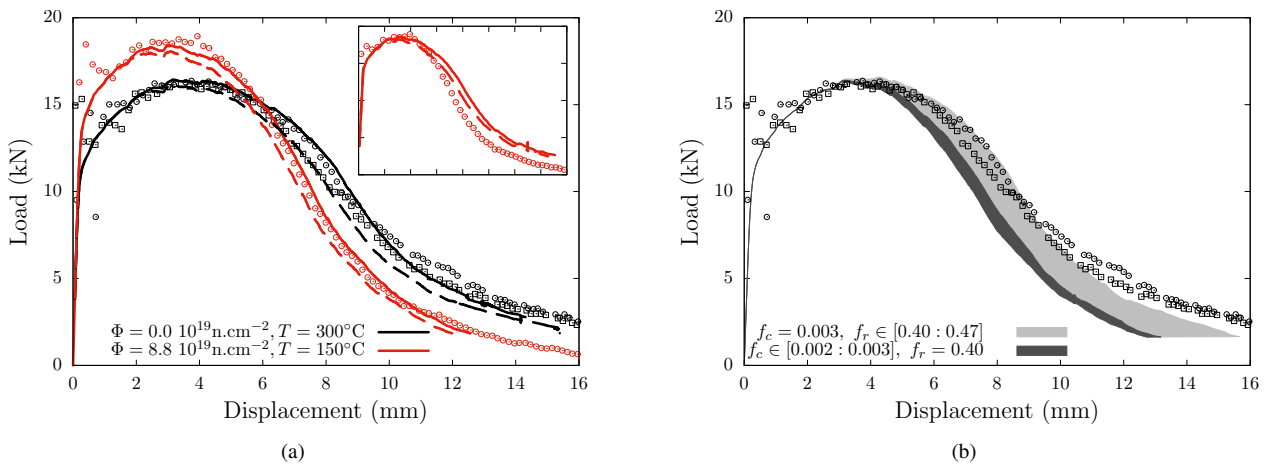 20
15
10
5
0
Load (kN)
0 2 4 6 8 10 12 14 16
Displacement (mm)
Φ = 0.0 10¹⁹n.cm⁻², T = 300°C
Φ = 8.8 10¹⁹n.cm⁻², T = 150°C
(a)
20
15
10
5
0
Load (kN)
0 2 4 6 8 10 12 14 16
Displacement (mm)
f_c = 0.003, f_r ∈ [0.40 : 0.47]
f_c ∈ [0.002 : 0.003], f_r = 0.40
(b)